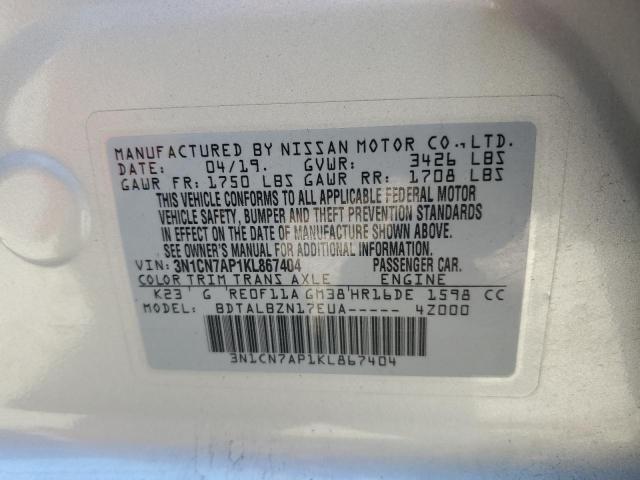 MANUFACTURED BY NISSAN MOTOR CO.,LTD.
DATE: 04/19. GVWR: 3426 LBS
GAWR FR: 1750 LBS GAWR RR: 1708 LBS
THIS VEHICLE CONFORMS TO ALL APPLICABLE FEDERAL MOTOR
VEHICLE SAFETY, BUMPER AND THEFT PREVENTION STANDARDS
IN EFFECT ON THE DATE OF MANUFACTURE SHOWN ABOVE.
SEE OWNER'S MANUAL FOR ADDITIONAL INFORMATION.
VIN: 3N1CN7AP1KL867404 PASSENGER CAR.
COLOR TRIM TRANS AXLE ENGINE
K23 G RE0F11A GM38 HR16DE 1598 CC
MODEL: BDTALBZN17EUA----- 4Z000
3N1CN7AP1KL867404